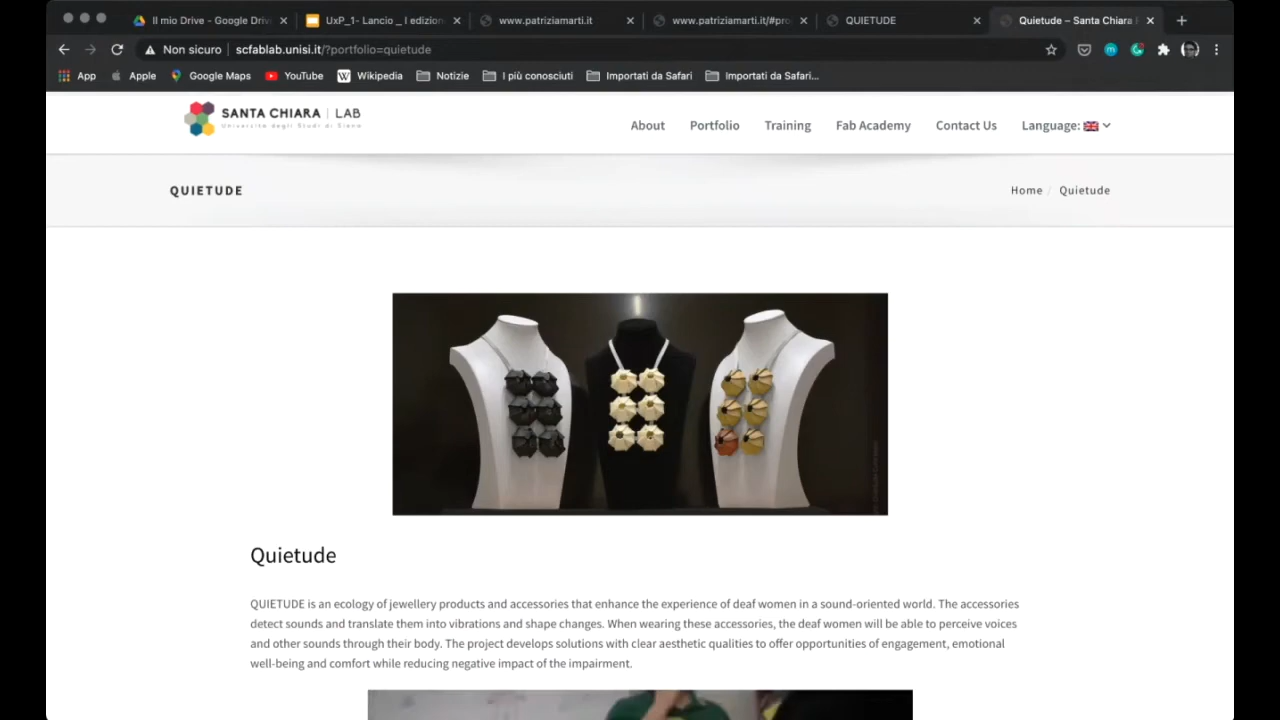 Il mio Drive - Google Driv
UxP_1- Lancio _ I edizion
www.patriziamarti.it
www.patriziamarti.it/#pro
QUIETUDE
Quietude – Santa Chiara F
Non sicuro
scfablab.unisi.it/?portfolio=quietude
App
Apple
Google Maps
YouTube
W Wikipedia
Notizie
I più conosciuti
Importati da Safari
Importati da Safari...
SANTA CHIARA | LAB
Università degli Studi di Siena
About
Portfolio
Training
Fab Academy
Contact Us
Language:
QUIETUDE
Home / Quietude
Quietude
QUIETUDE is an ecology of jewellery products and accessories that enhance the experience of deaf women in a sound-oriented world. The accessories
detect sounds and translate them into vibrations and shape changes. When wearing these accessories, the deaf women will be able to perceive voices
and other sounds through their body. The project develops solutions with clear aesthetic qualities to offer opportunities of engagement, emotional
well-being and comfort while reducing negative impact of the impairment.